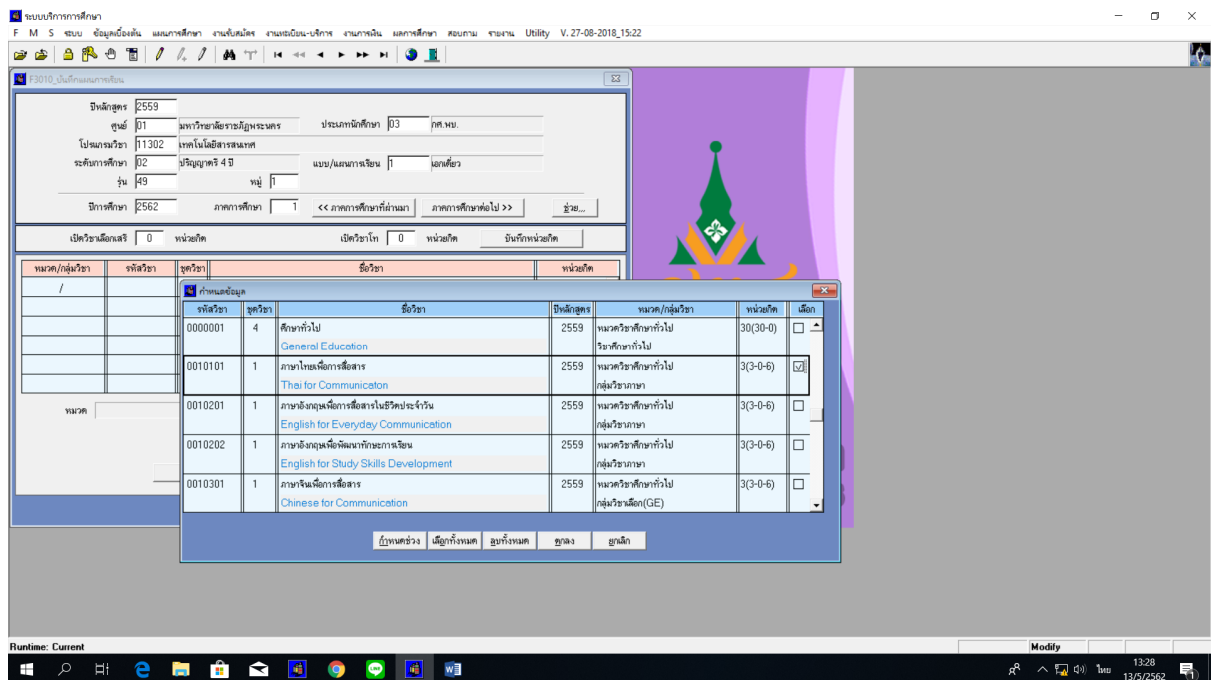 ระบบบริการการศึกษา
F M S ระบบ ข้อมูลเบื้องต้น แผนการศึกษา งานรับสมัคร งานทะเบียน-บริการ งานการเงิน ผลการศึกษา สอบถาม รายงาน Utility V. 27-08-2018_15:22
F3010_บันทึกแผนการเรียน
ปีหลักสูตร 2559
ศูนย์ 01 มหาวิทยาลัยราชภัฏพระนคร ประเภทนักศึกษา 03 กศ.พบ.
โปรแกรมวิชา 11302 เทคโนโลยีสารสนเทศ
ระดับการศึกษา 02 ปริญญาตรี 4 ปี แบบ/แผนการเรียน 1 เอกเดี่ยว
รุ่น 49 หมู่ 1
ปีการศึกษา 2562 ภาคการศึกษา 1 << ภาคการศึกษาที่ผ่านมา ภาคการศึกษาต่อไป >> ช่วย...
เปิดวิชาเลือกเสรี 0 หน่วยกิต เปิดวิชาโท 0 หน่วยกิต บันทึกหน่วยกิต
หมวด/กลุ่มวิชา รหัสวิชา ชุดวิชา ชื่อวิชา หน่วยกิต
/
หมวด
กำหนดข้อมูล
รหัสวิชา ชุดวิชา ชื่อวิชา ปีหลักสูตร หมวด/กลุ่มวิชา หน่วยกิต เลือก
0000001 4 ศึกษาทั่วไป 2559 หมวดวิชาศึกษาทั่วไป 30(30-0)
General Education วิชาศึกษาทั่วไป
0010101 1 ภาษาไทยเพื่อการสื่อสาร 2559 หมวดวิชาศึกษาทั่วไป 3(3-0-6)
Thai for Communicaton กลุ่มวิชาภาษา
0010201 1 ภาษาอังกฤษเพื่อการสื่อสารในชีวิตประจำวัน 2559 หมวดวิชาศึกษาทั่วไป 3(3-0-6)
English for Everyday Communication กลุ่มวิชาภาษา
0010202 1 ภาษาอังกฤษเพื่อพัฒนาทักษะการเรียน 2559 หมวดวิชาศึกษาทั่วไป 3(3-0-6)
English for Study Skills Development กลุ่มวิชาภาษา
0010301 1 ภาษาจีนเพื่อการสื่อสาร 2559 หมวดวิชาศึกษาทั่วไป 3(3-0-6)
Chinese for Communication กลุ่มวิชาเลือก(GE)
กำหนดช่วง เลือกทั้งหมด ลบทั้งหมด ตกลง ยกเลิก
Runtime: Current Modify
ไทย 13:28
13/5/2562